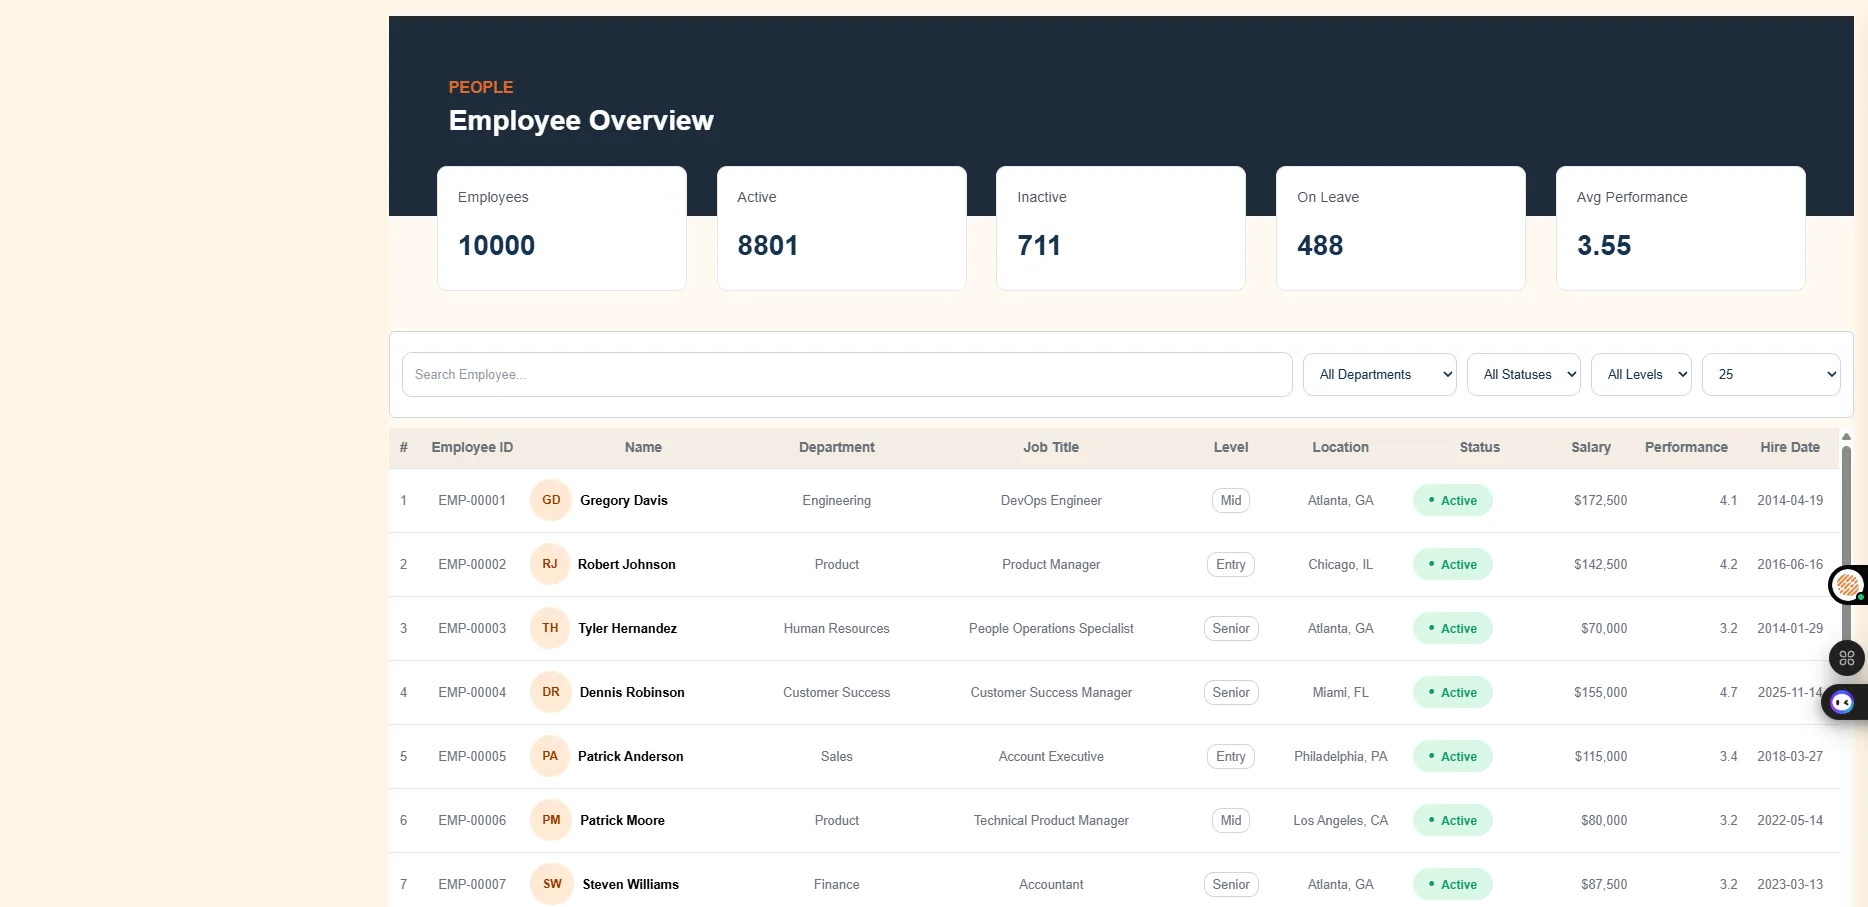 PEOPLE
Employee Overview
Employees Active Inactive On Leave Avg Performance
10000 8801 711 488 3.55
Search Employee... All Departments All Statuses All Levels 25
# Employee ID Name Department Job Title Level Location Status Salary Performance Hire Date
1 EMP-00001 GD Gregory Davis Engineering DevOps Engineer Mid Atlanta, GA • Active $172,500 4.1 2014-04-19
2 EMP-00002 RJ Robert Johnson Product Product Manager Entry Chicago, IL • Active $142,500 4.2 2016-06-16
3 EMP-00003 TH Tyler Hernandez Human Resources People Operations Specialist Senior Atlanta, GA • Active $70,000 3.2 2014-01-29
4 EMP-00004 DR Dennis Robinson Customer Success Customer Success Manager Senior Miami, FL • Active $155,000 4.7 2025-11-14
5 EMP-00005 PA Patrick Anderson Sales Account Executive Entry Philadelphia, PA • Active $115,000 3.4 2018-03-27
6 EMP-00006 PM Patrick Moore Product Technical Product Manager Mid Los Angeles, CA • Active $80,000 3.2 2022-05-14
7 EMP-00007 SW Steven Williams Finance Accountant Senior Atlanta, GA • Active $87,500 3.2 2023-03-13